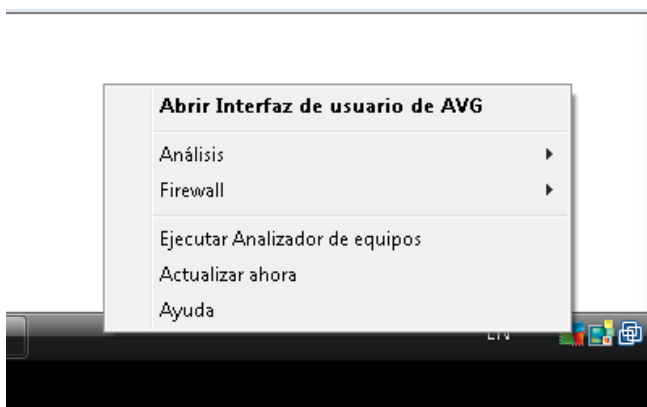 Abrir Interfaz de usuario de AVG
Análisis
Firewall
Ejecutar Analizador de equipos
Actualizar ahora
Ayuda